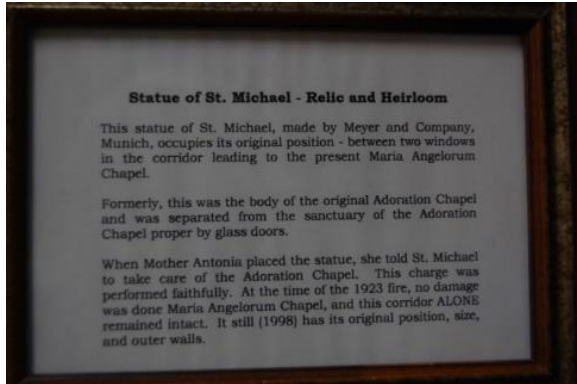 Statue of St. Michael - Relic and Heirloom
This statue of St. Michael, made by Meyer and Company,
Munich, occupies its original position - between two windows
in the corridor leading to the present Maria Angelorum
Chapel.
Formerly, this was the body of the original Adoration Chapel
and was separated from the sanctuary of the Adoration
Chapel proper by glass doors.
When Mother Antonia placed the statue, she told St. Michael
to take care of the Adoration Chapel. This charge was
performed faithfully. At the time of the 1923 fire, no damage
was done Maria Angelorum Chapel, and this corridor ALONE
remained intact. It still (1998) has its original position, size,
and outer walls.